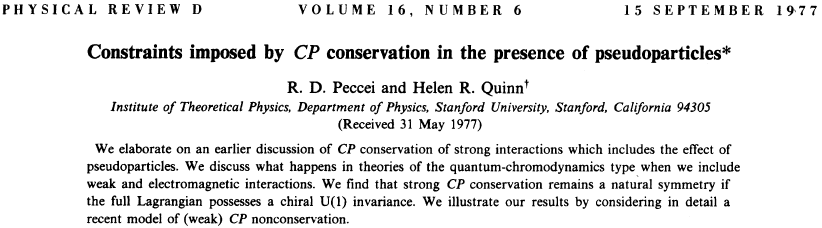 PHYSICAL REVIEW D VOLUME 16, NUMBER 6 15 SEPTEMBER 1977
Constraints imposed by CP conservation in the presence of pseudoparticles*
R. D. Peccei and Helen R. Quinn†
Institute of Theoretical Physics, Department of Physics, Stanford University, Stanford, California 94305
(Received 31 May 1977)
We elaborate on an earlier discussion of CP conservation of strong interactions which includes the effect of
pseudoparticles. We discuss what happens in theories of the quantum-chromodynamics type when we include
weak and electromagnetic interactions. We find that strong CP conservation remains a natural symmetry if
the full Lagrangian possesses a chiral U(1) invariance. We illustrate our results by considering in detail a
recent model of (weak) CP nonconservation.